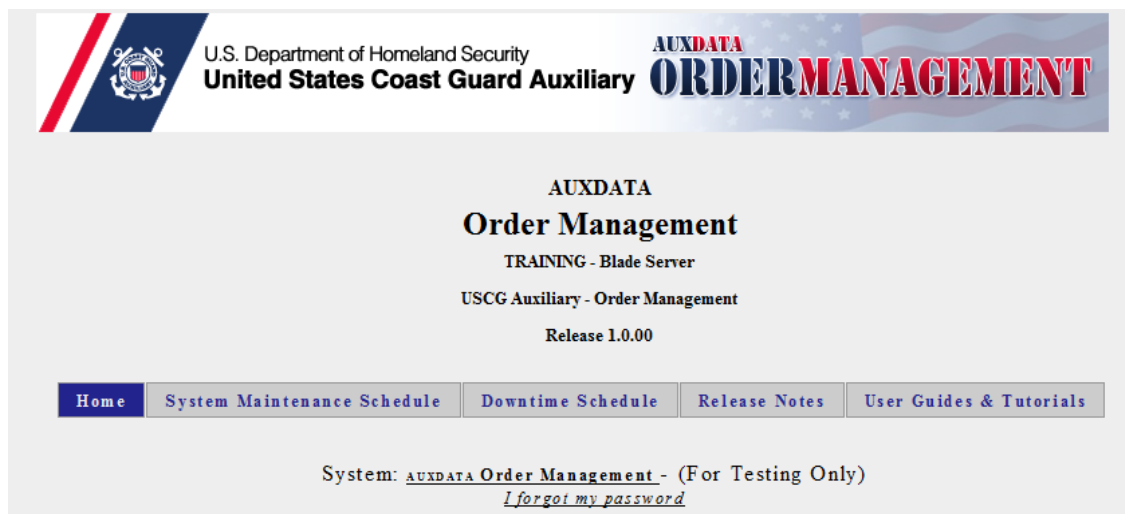 U.S. Department of Homeland Security
United States Coast Guard Auxiliary
AUXDATA
ORDERMANAGEMENT
AUXDATA
Order Management
TRAINING - Blade Server
USCG Auxiliary - Order Management
Release 1.0.00
Home System Maintenance Schedule Downtime Schedule Release Notes User Guides & Tutorials
System: AUXDATA Order Management - (For Testing Only)
I forgot my password